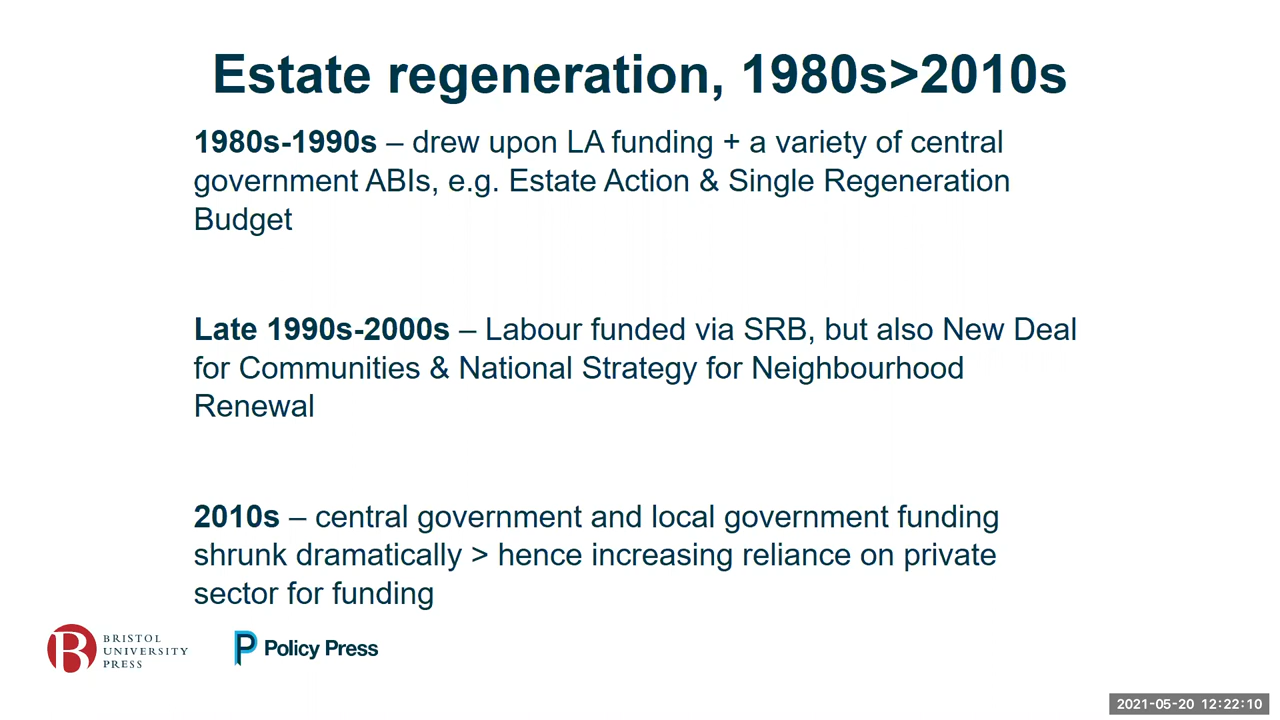 Estate regeneration, 1980s>2010s
1980s-1990s – drew upon LA funding + a variety of central
government ABIs, e.g. Estate Action & Single Regeneration
Budget
Late 1990s-2000s – Labour funded via SRB, but also New Deal
for Communities & National Strategy for Neighbourhood
Renewal
2010s – central government and local government funding
shrunk dramatically > hence increasing reliance on private
sector for funding
BRISTOL
UNIVERSITY
PRESS
Policy Press
2021-05-20 12:22:10